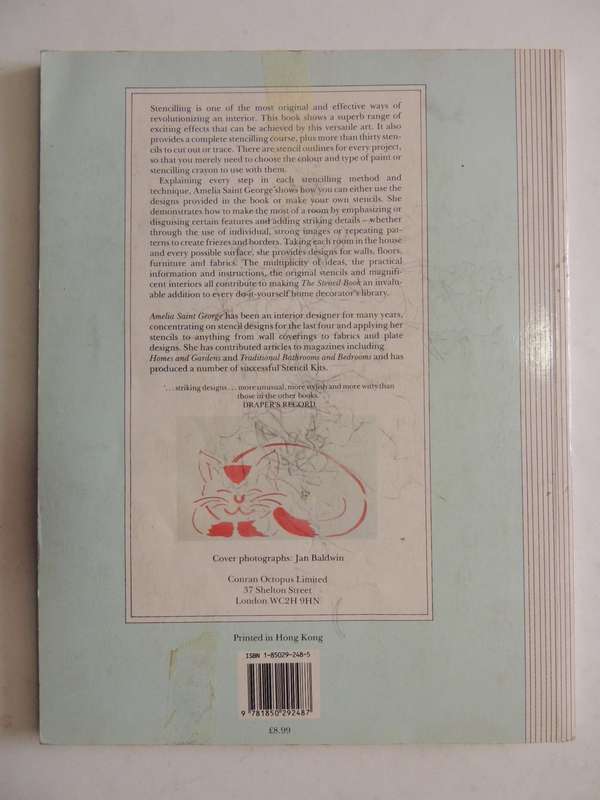 Stencilling is one of the most original and effective ways of
revolutionizing an interior. This book shows a superb range of
exciting effects that can be achieved by this versatile art. It also
provides a complete stencilling course, plus more than thirty sten-
cils to cut out or trace. There are stencil outlines for every project,
so that you merely need to choose the colour and type of paint or
stencilling crayon to use with them.
Explaining every step in each stencilling method and
technique, Amelia Saint George shows how you can either use the
designs provided in the book or make your own stencils. She
demonstrates how to make the most of a room by emphasizing or
disguising certain features and adding striking details – whether
through the use of individual, strong images or repeating pat-
terns to create friezes and borders. Taking each room in the house
and every possible surface, she provides designs for walls, floors,
furniture and fabrics. The multiplicity of ideas, the practical
information and instructions, the original stencils and magnifi-
cent interiors all contribute to making The Stencil Book an invalu-
able addition to every do-it-yourself home decorator's library.
Amelia Saint George has been an interior designer for many years,
concentrating on stencil designs for the last four and applying her
stencils to anything from wall coverings to fabrics and plate
designs. She has contributed articles to magazines including
Homes and Gardens and Traditional Bathrooms and Bedrooms and has
produced a number of successful Stencil Kits.
'. . . striking designs . . . more unusual, more stylish and more witty than
those in the other books.'
DRAPER'S RECORD
Cover photographs: Jan Baldwin
Conran Octopus Limited
37 Shelton Street
London WC2H 9HN
Printed in Hong Kong
ISBN 1-85029-248-5
9 781850 292487
£8.99